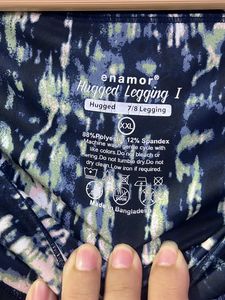 enamor®
Hugged Legging I
Hugged 7/8 Legging
XXL
88%Polyester 12% Spandex
Machine wash gentle cycle with
like colors.Do not bleach or
wring.Do not tumble dry.Do not
dry clean.Low iron if required.
Made in Bangladesh